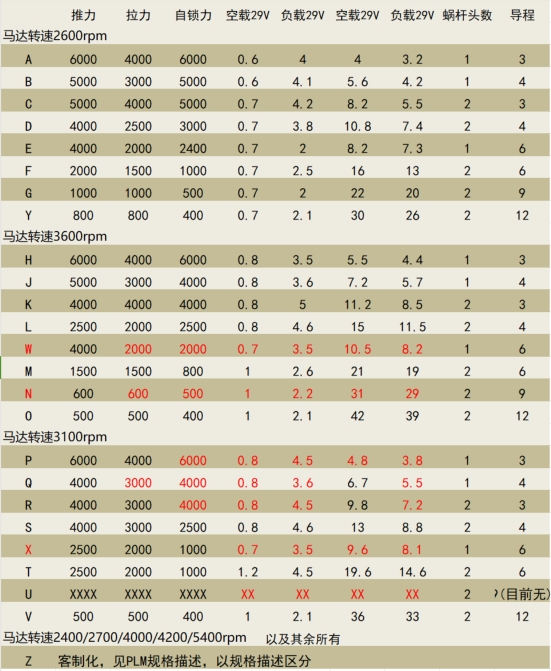 推力 拉力 自锁力 空载29V 负载29V 空载29V 负载29V 蜗杆头数 导程
马达转速2600rpm
A 6000 4000 6000 0.6 4 4 3.2 1 3
B 5000 3000 5000 0.6 4.1 5.6 4.2 1 4
C 5000 4000 5000 0.7 4.2 8.2 5.5 2 3
D 4000 2500 3000 0.7 3.8 10.8 7.4 2 4
E 4000 2000 2400 0.7 2 8.2 7.3 1 6
F 2000 1500 1000 0.7 2.5 16 13 2 6
G 1000 1000 500 0.7 2 22 20 2 9
Y 800 800 400 0.7 2.1 30 26 2 12
马达转速3600rpm
H 6000 4000 6000 0.8 3.5 5.5 4.4 1 3
J 5000 3000 4000 0.8 3.6 7.2 5.7 1 4
K 4000 4000 4000 0.8 5 11.2 8.5 2 3
L 2500 2000 2500 0.8 4.6 15 11.5 2 4
W 4000 2000 2000 0.7 3.5 10.5 8.2 1 6
M 1500 1500 800 1 2.6 21 19 2 6
N 600 600 500 1 2.2 31 29 2 9
O 500 500 400 1 2.1 42 39 2 12
马达转速3100rpm
P 6000 4000 6000 0.8 4.5 4.8 3.8 1 3
Q 4000 3000 4000 0.8 3.6 6.7 5.5 1 4
R 4000 3000 4000 0.8 4.5 9.8 7.2 2 3
S 4000 3000 2500 0.8 4.6 13 8.8 2 4
X 2500 2000 1000 0.7 3.5 9.6 8.1 1 6
T 2500 2000 1000 1.2 4.5 19.6 14.6 2 6
U XXXX XXXX XXXX XX XX XX XX 2 (目前无)
V 500 500 400 1 2.1 36 33 2 12
马达转速2400/2700/4000/4200/5400rpm 以及其余所有
Z 客制化，见PLM规格描述，以规格描述区分